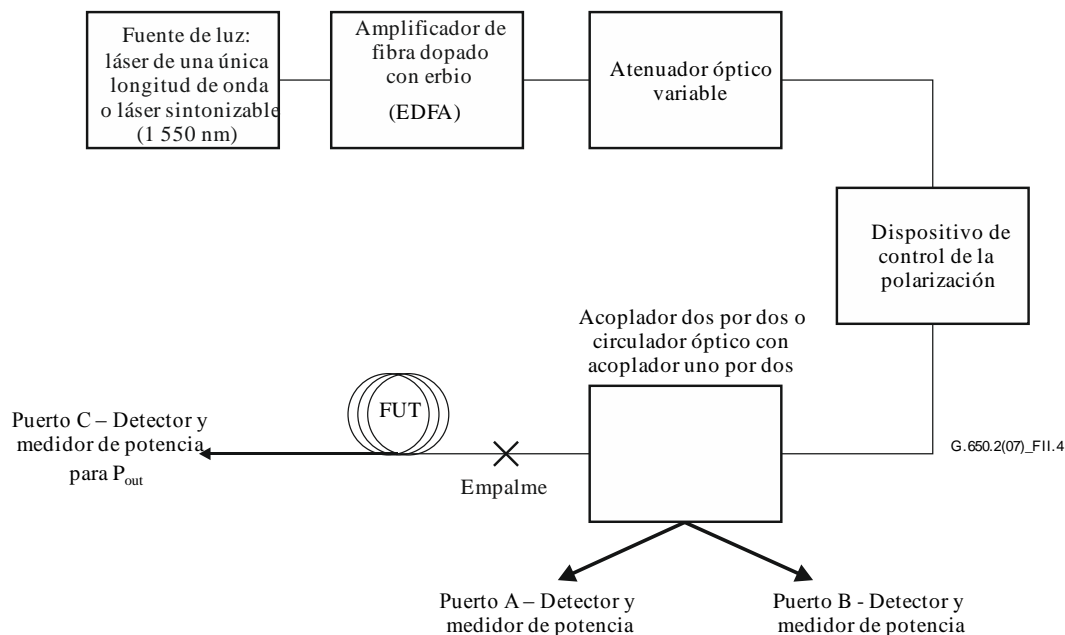 Fuente de luz:
láser de una única
longitud de onda
o láser sintonizable
(1 550 nm)
Amplificador de
fibra dopado
con erbio
(EDFA)
Atenuador óptico
variable
Dispositivo de
control de la
polarización
Acoplador dos por dos o
circulador óptico con
acoplador uno por dos
FUT
Puerto C – Detector y
medidor de potencia
para Pout
Empalme
G.650.2(07)_FII.4
Puerto A – Detector y
medidor de potencia
Puerto B - Detector y
medidor de potencia